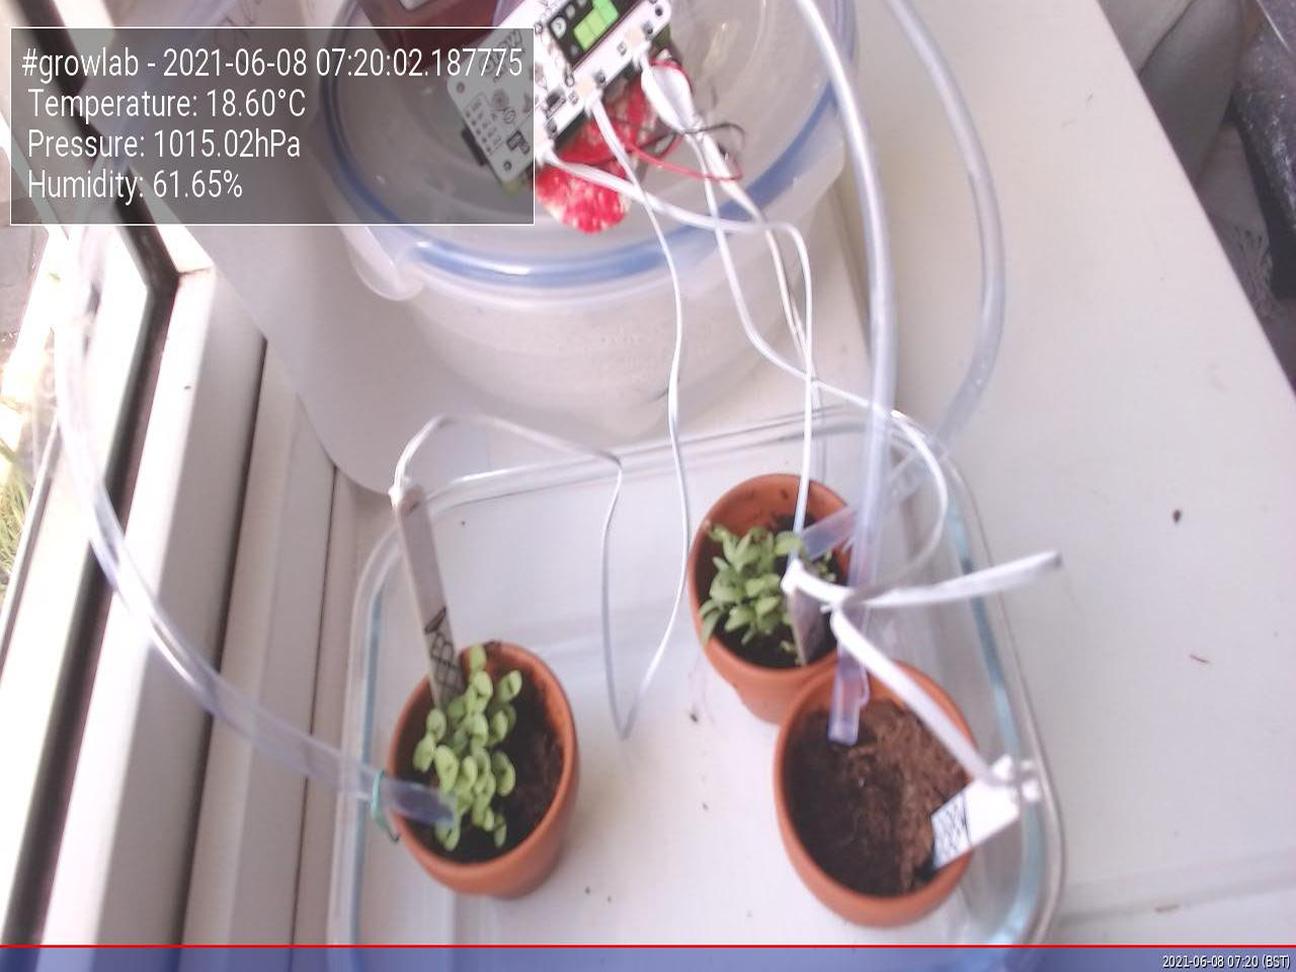 #growlab - 2021-06-08 07:20:02.187775
Temperature: 18.60°C
Pressure: 1015.02hPa
Humidity: 61.65%
2021-06-08 07:20 (BST)